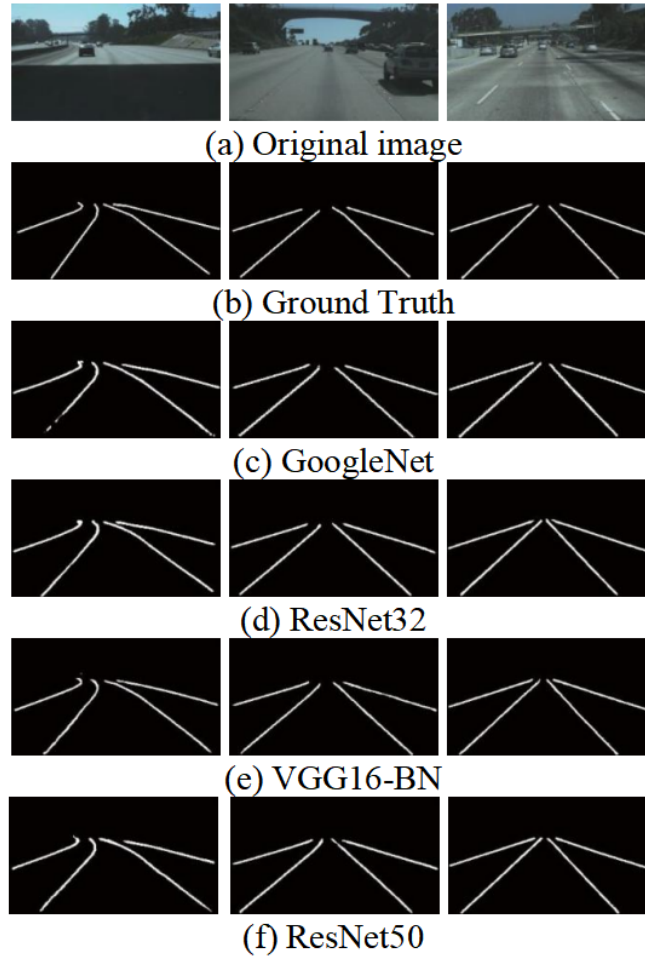 (a) Original image
(b) Ground Truth
(c) GoogleNet
(d) ResNet32
(e) VGG16-BN
(f) ResNet50